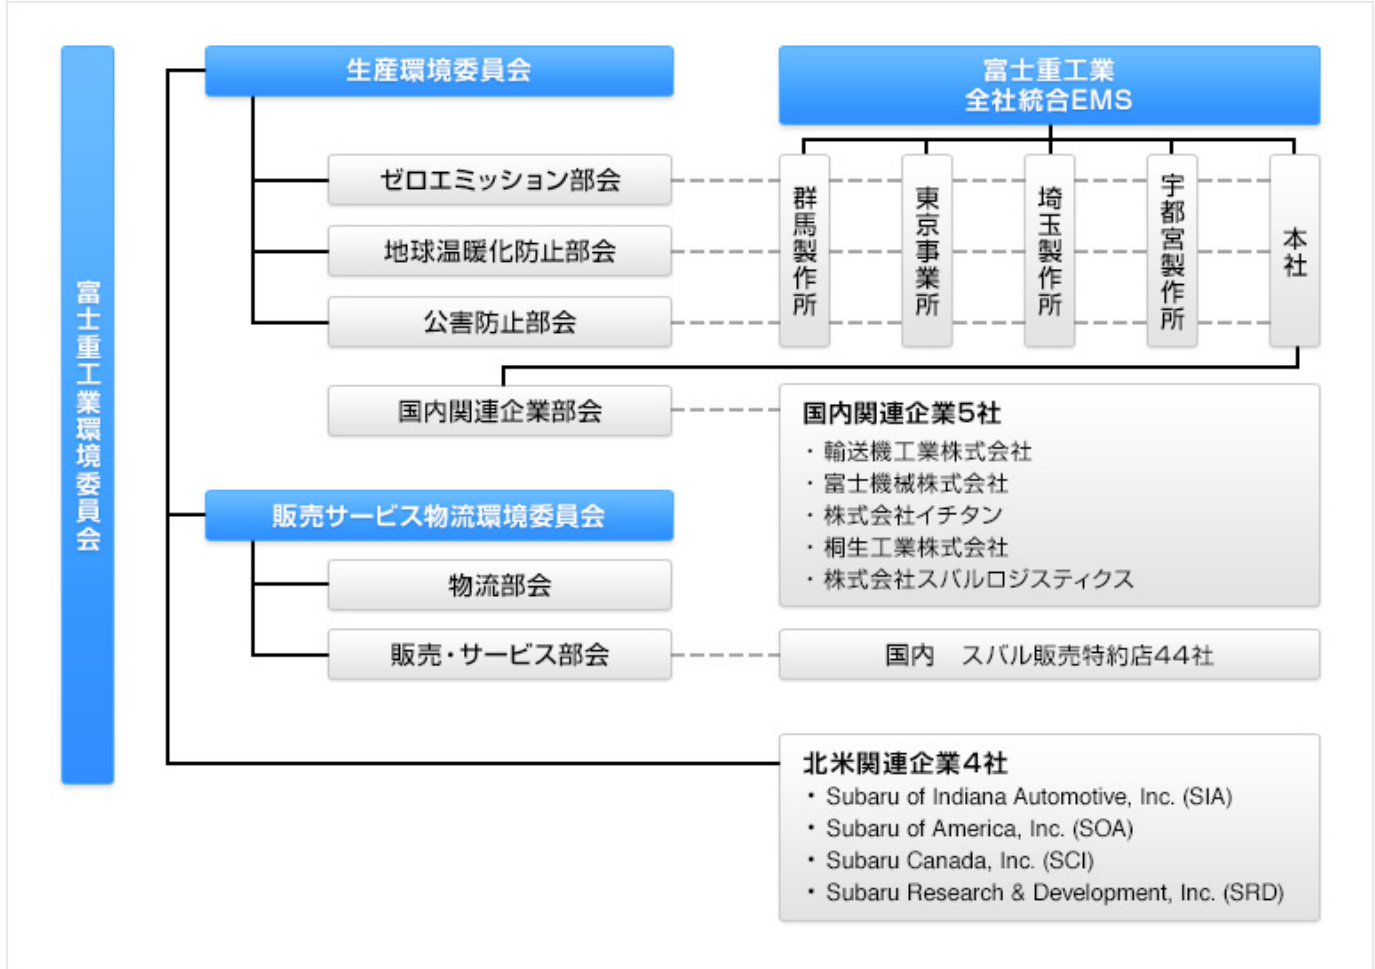 富士重工業環境委員会
生産環境委員会
ゼロエミッション部会
地球温暖化防止部会
公害防止部会
富士重工業
全社統合EMS
群馬製作所
東京事業所
埼玉製作所
宇都宮製作所
本社
国内関連企業部会
国内関連企業5社
・輸送機工業株式会社
・富士機械株式会社
・株式会社イチタン
・桐生工業株式会社
・株式会社スバルロジスティクス
販売サービス物流環境委員会
物流部会
販売・サービス部会
国内　スバル販売特約店44社
北米関連企業4社
・Subaru of Indiana Automotive, Inc. (SIA)
・Subaru of America, Inc. (SOA)
・Subaru Canada, Inc. (SCI)
・Subaru Research & Development, Inc. (SRD)